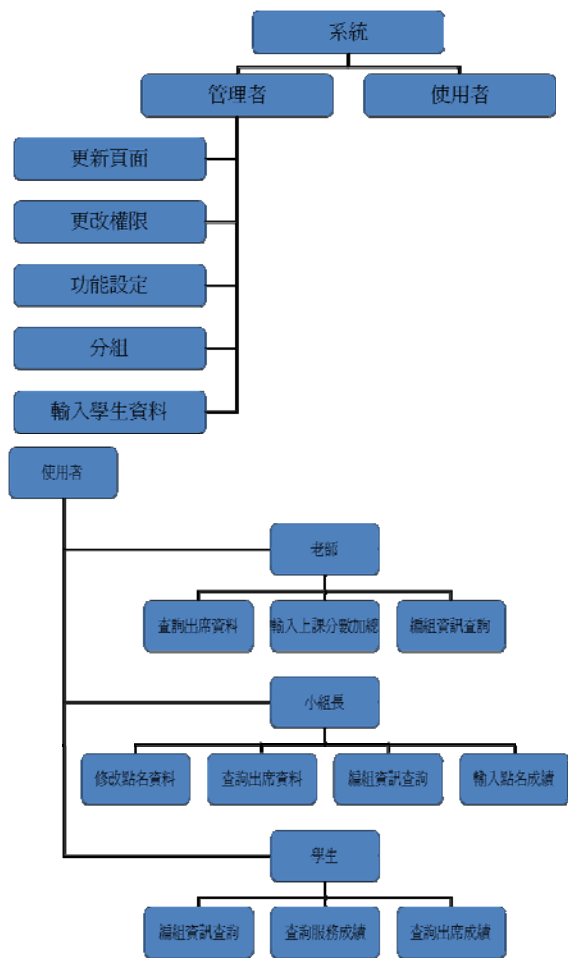 系統
管理者
使用者
更新頁面
更改權限
功能設定
分組
輸入學生資料
使用者
老師
查詢出席資料
輸入上課分數加總
編組資訊查詢
小組長
修改點名資料
查詢出席資料
編組資訊查詢
輸入點名成績
學生
編組資訊查詢
查詢服務成績
查詢出席成績